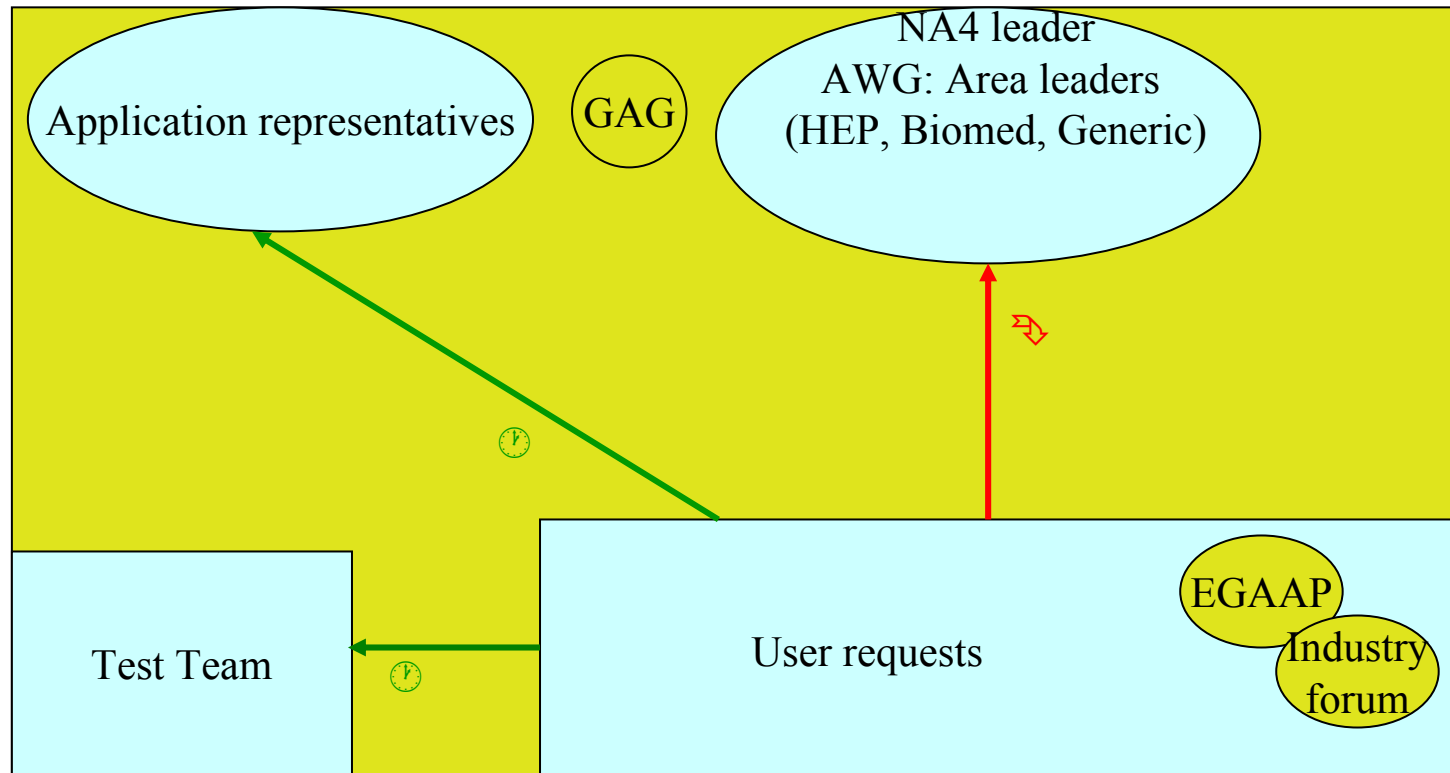 Application representatives
GAG
NA4 leader
AWG: Area leaders
(HEP, Biomed, Generic)
Test Team
User requests
EGAAP
Industry
forum